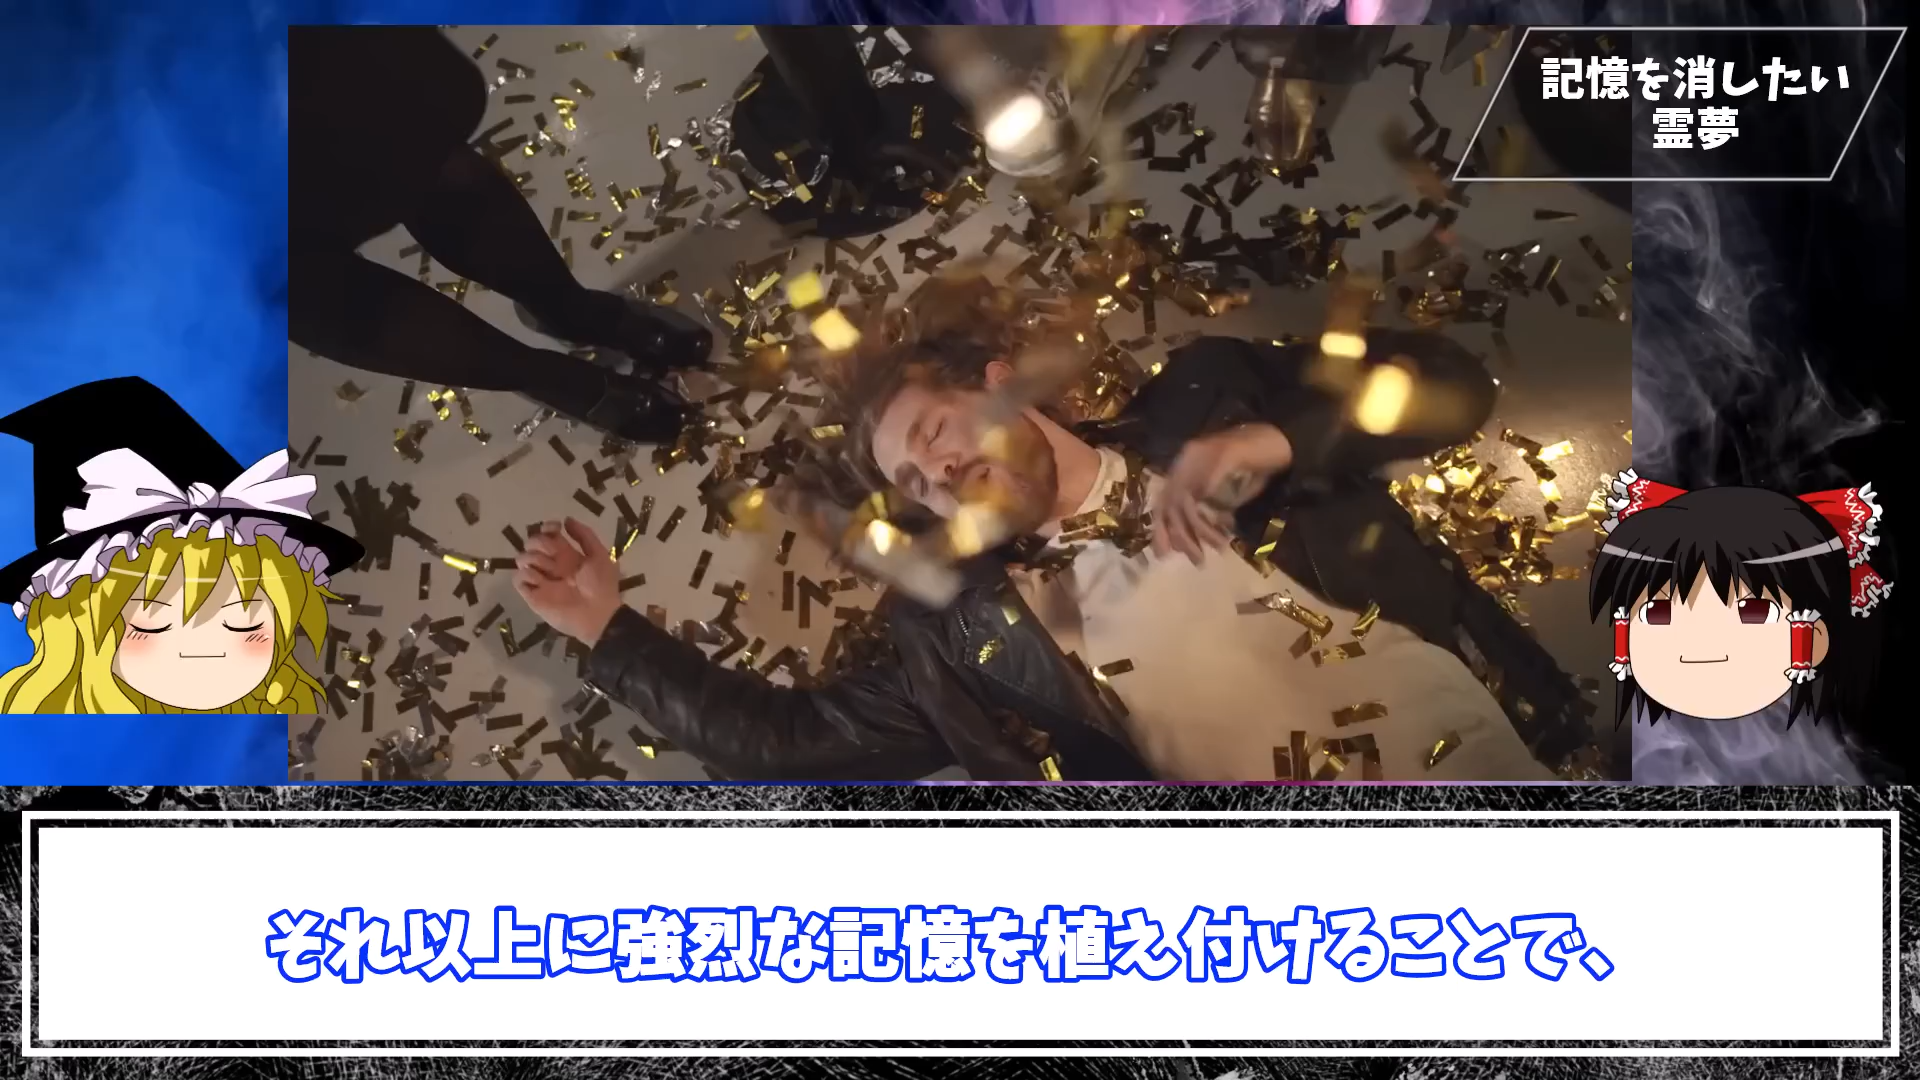 記憶を消したい
霊夢
それ以上に強烈な記憶を植え付けることで、